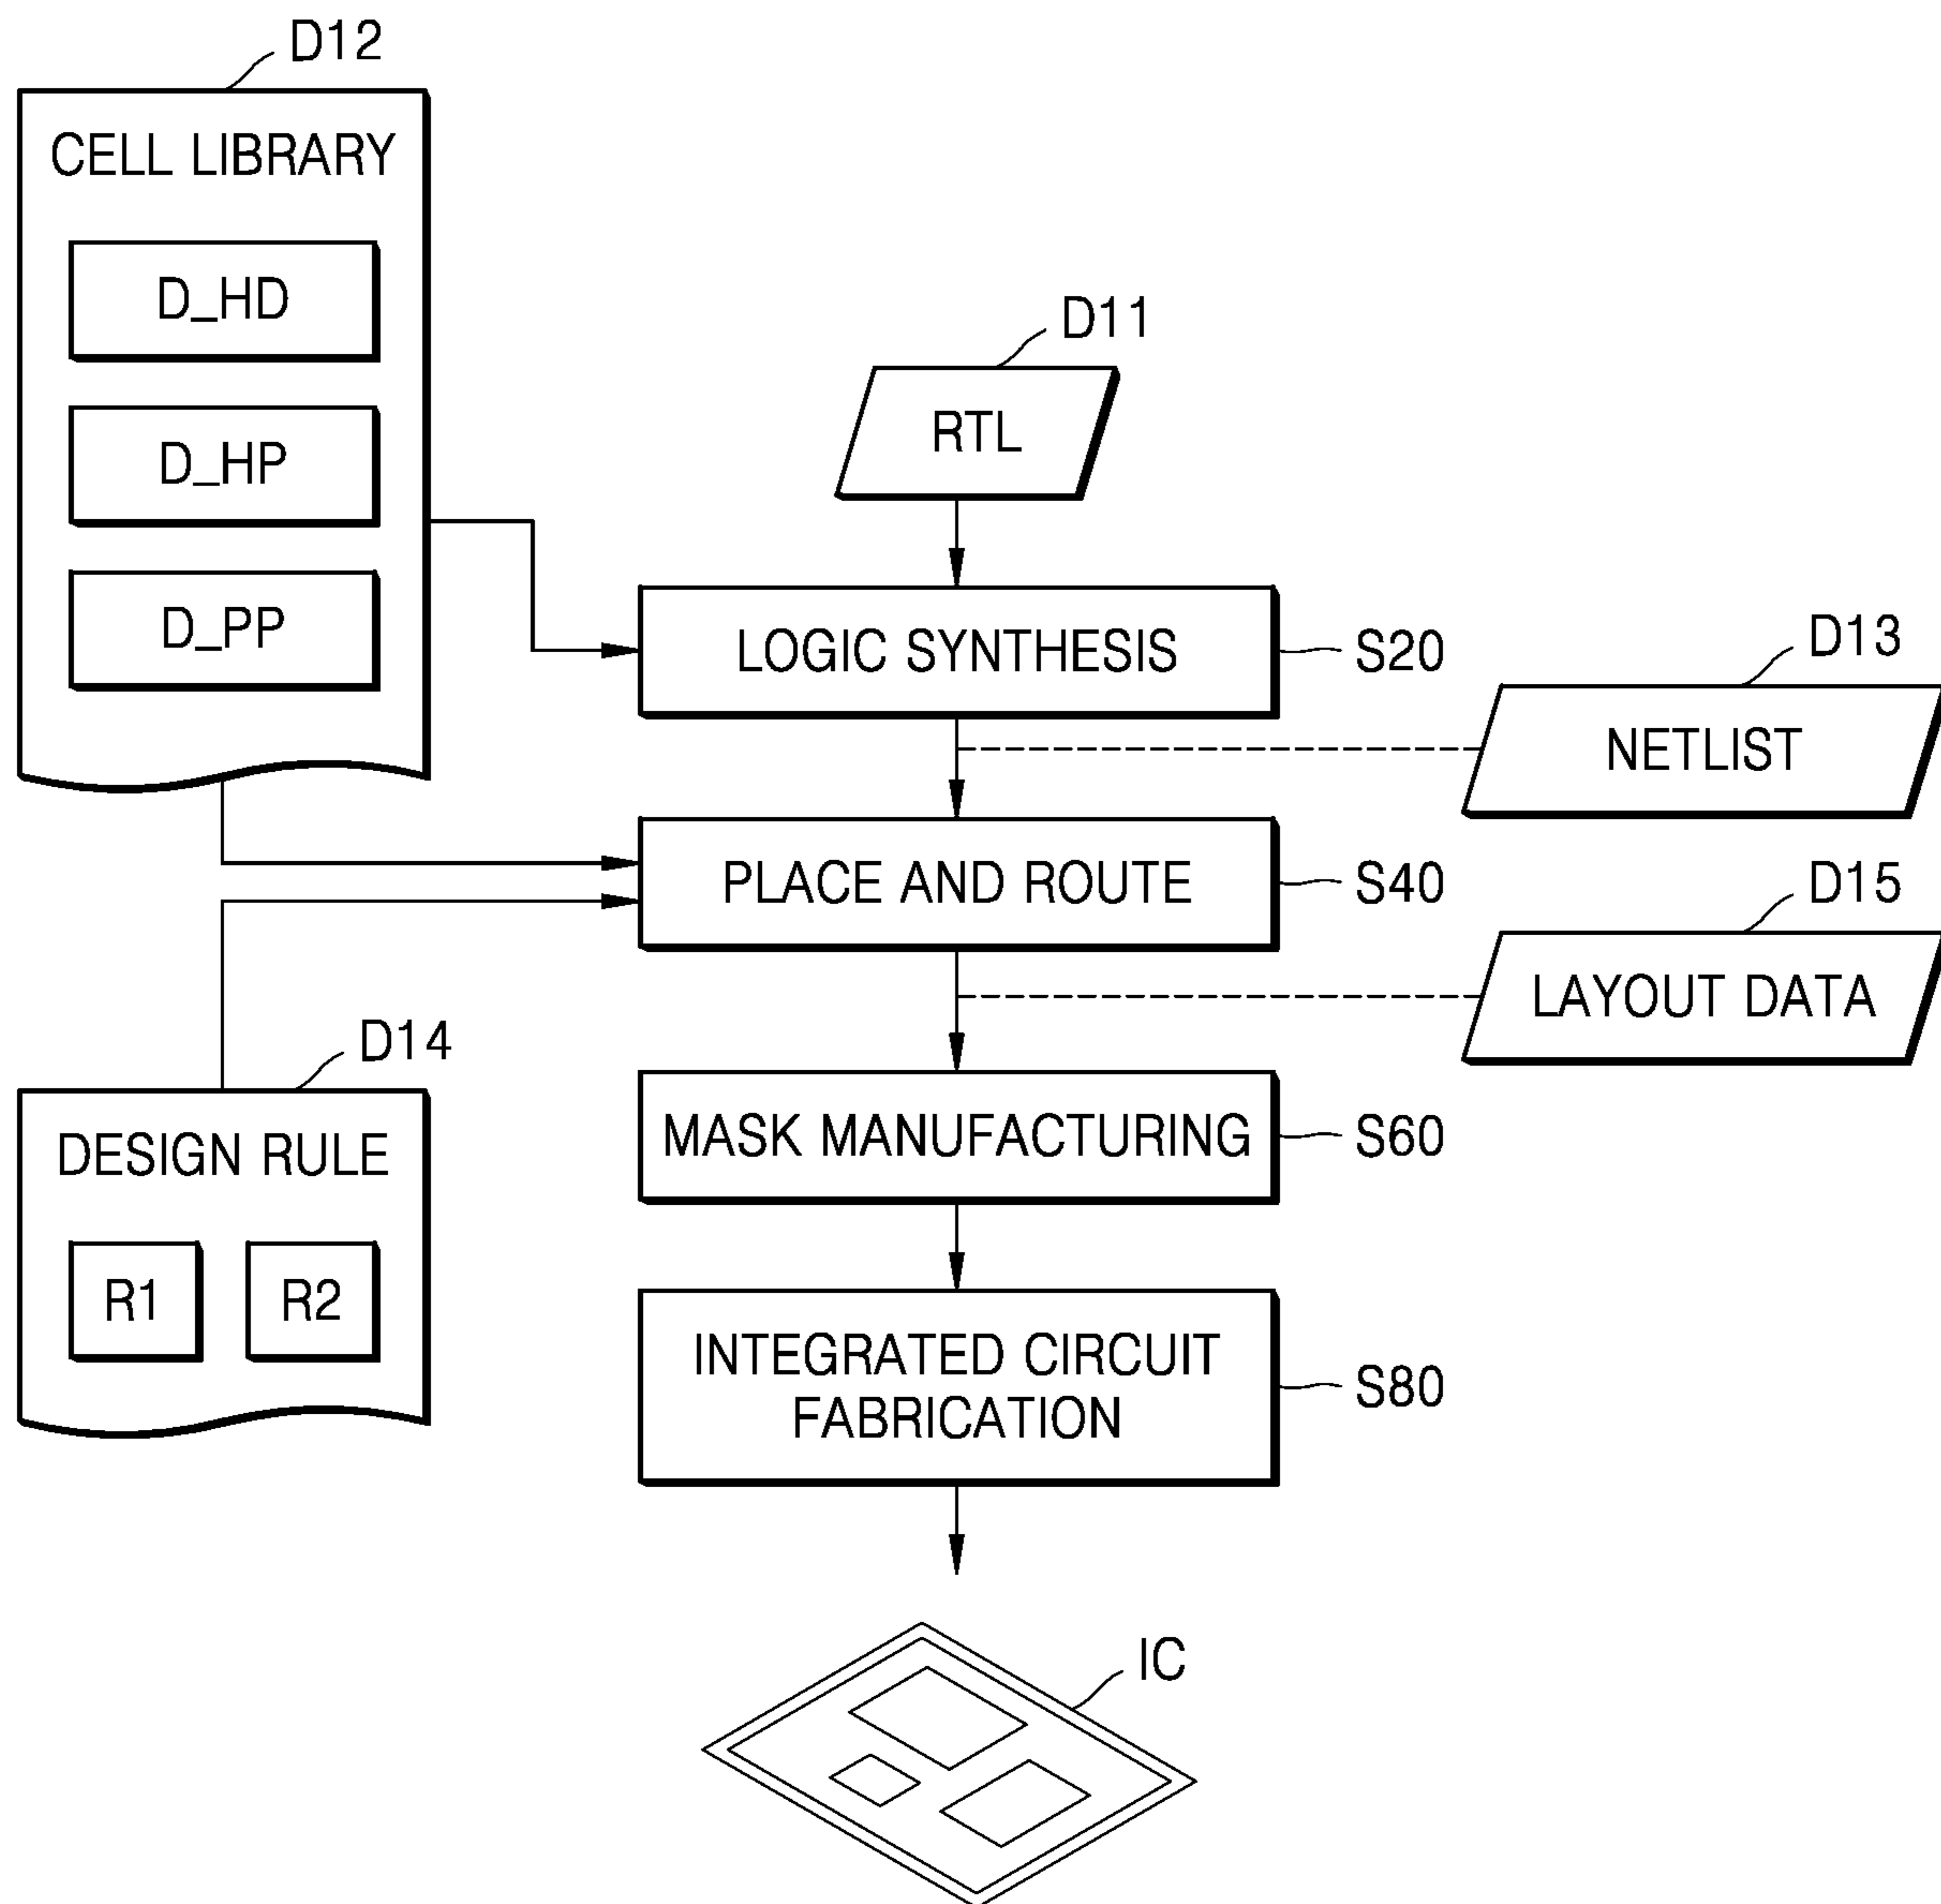 D12
CELL LIBRARY
D_HD
D_HP
D_PP
D11
RTL
LOGIC SYNTHESIS
S20
D13
NETLIST
PLACE AND ROUTE
S40
D15
LAYOUT DATA
D14
DESIGN RULE
R1
R2
MASK MANUFACTURING
S60
INTEGRATED CIRCUIT
FABRICATION
S80
IC